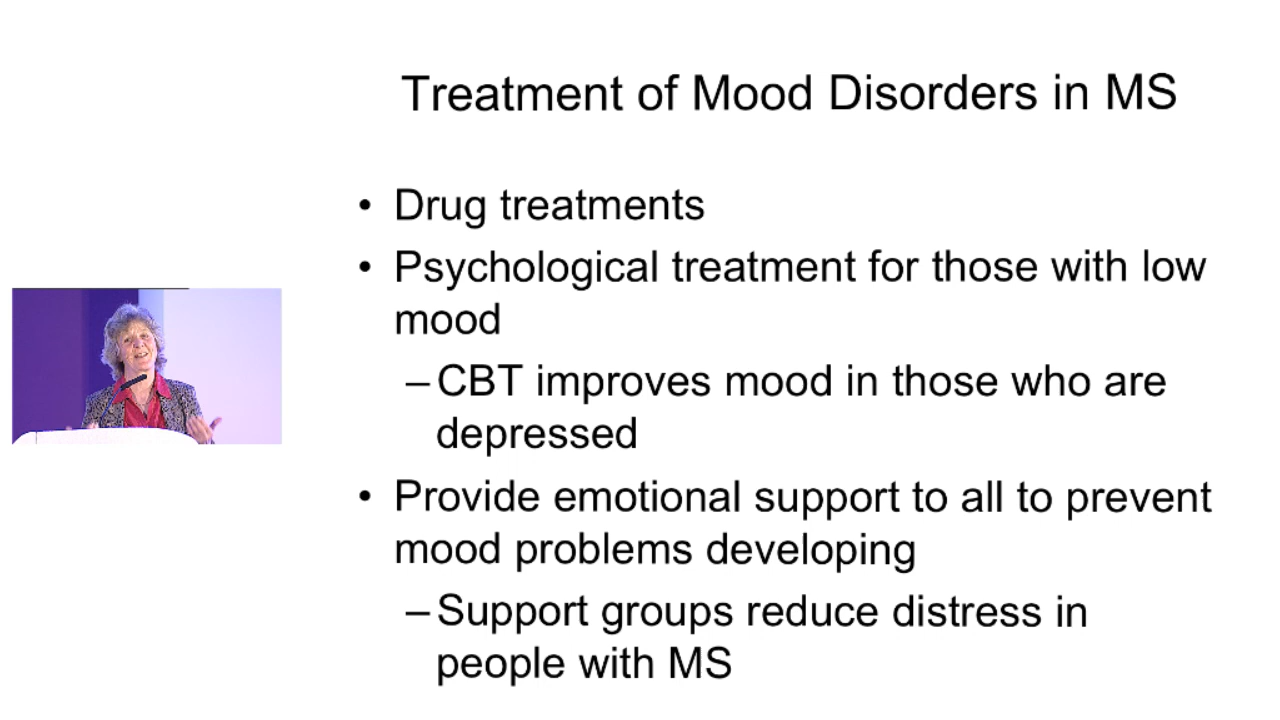 Treatment of Mood Disorders in MS
• Drug treatments
• Psychological treatment for those with low
mood
– CBT improves mood in those who are
depressed
• Provide emotional support to all to prevent
mood problems developing
– Support groups reduce distress in
people with MS